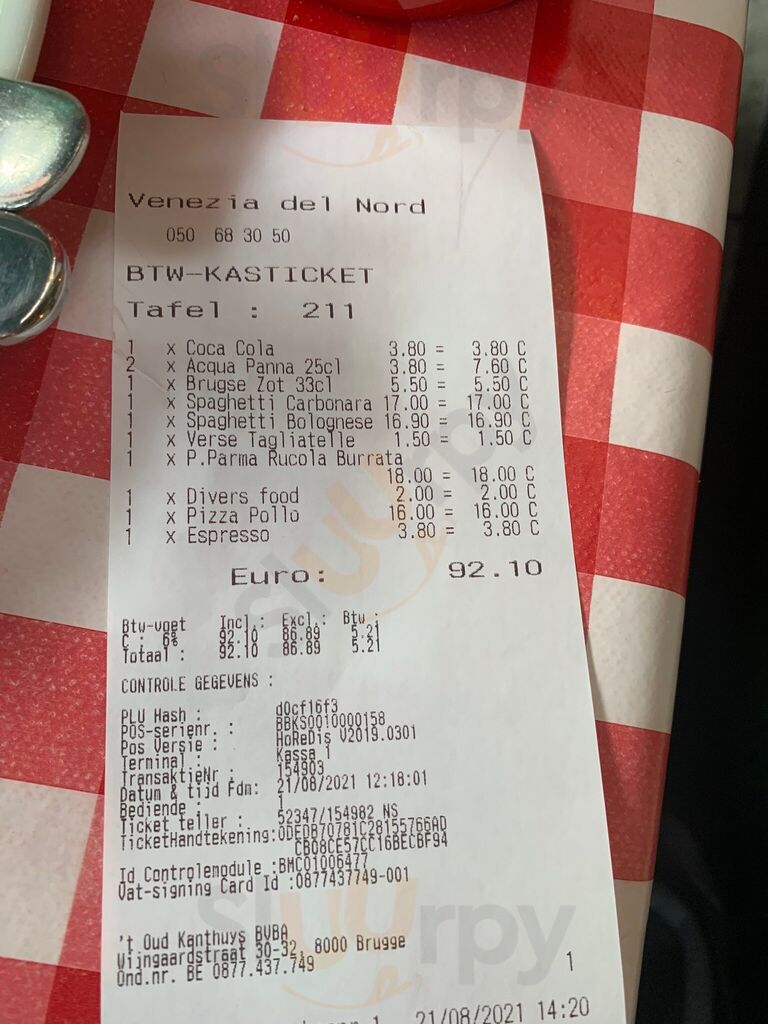 Venezia del Nord
050 68 30 50
BTW-KASTICKET
Tafel : 211
1 x Coca Cola 3.80 = 3.80 C
2 x Acqua Panna 25cl 3.80 = 7.60 C
1 x Brugse Zot 33cl 5.50 = 5.50 C
1 x Spaghetti Carbonara 17.00 = 17.00 C
1 x Spaghetti Bolognese 16.90 = 16.90 C
1 x Verse Tagliatelle 1.50 = 1.50 C
1 x P.Parma Rucola Burrata
18.00 = 18.00 C
1 x Divers food 2.00 = 2.00 C
1 x Pizza Pollo 16.00 = 16.00 C
1 x Espresso 3.80 = 3.80 C
Euro: 92.10
Btw-voet Incl.: Excl.: Btw :
C : 6% 92.10 86.89 5.21
Totaal : 92.10 86.89 5.21
CONTROLE GEGEVENS :
PLU Hash : d0cf16f3
POS-serienr. : BBKS0010000158
Pos Versie : HoReDis V2019.0301
Terminal : Kassa 1
TransaktieNr : 154903
Datum & tijd Fdm: 21/08/2021 12:18:01
Bediende : 1
Ticket teller : 52347/154982 NS
TicketHandtekening:0DEDB70781C28155766AD
CB08CE57CC16BECBF94
Id Controlemodule :BMC01006477
Vat-signing Card Id :0877437749-001
't Oud Kanthuys BVBA
Wijngaardstraat 30-32, 8000 Brugge
Ond.nr. BE 0877.437.749
1
1 21/08/2021 14:20
sluurpy
sluurpy
sluurpy